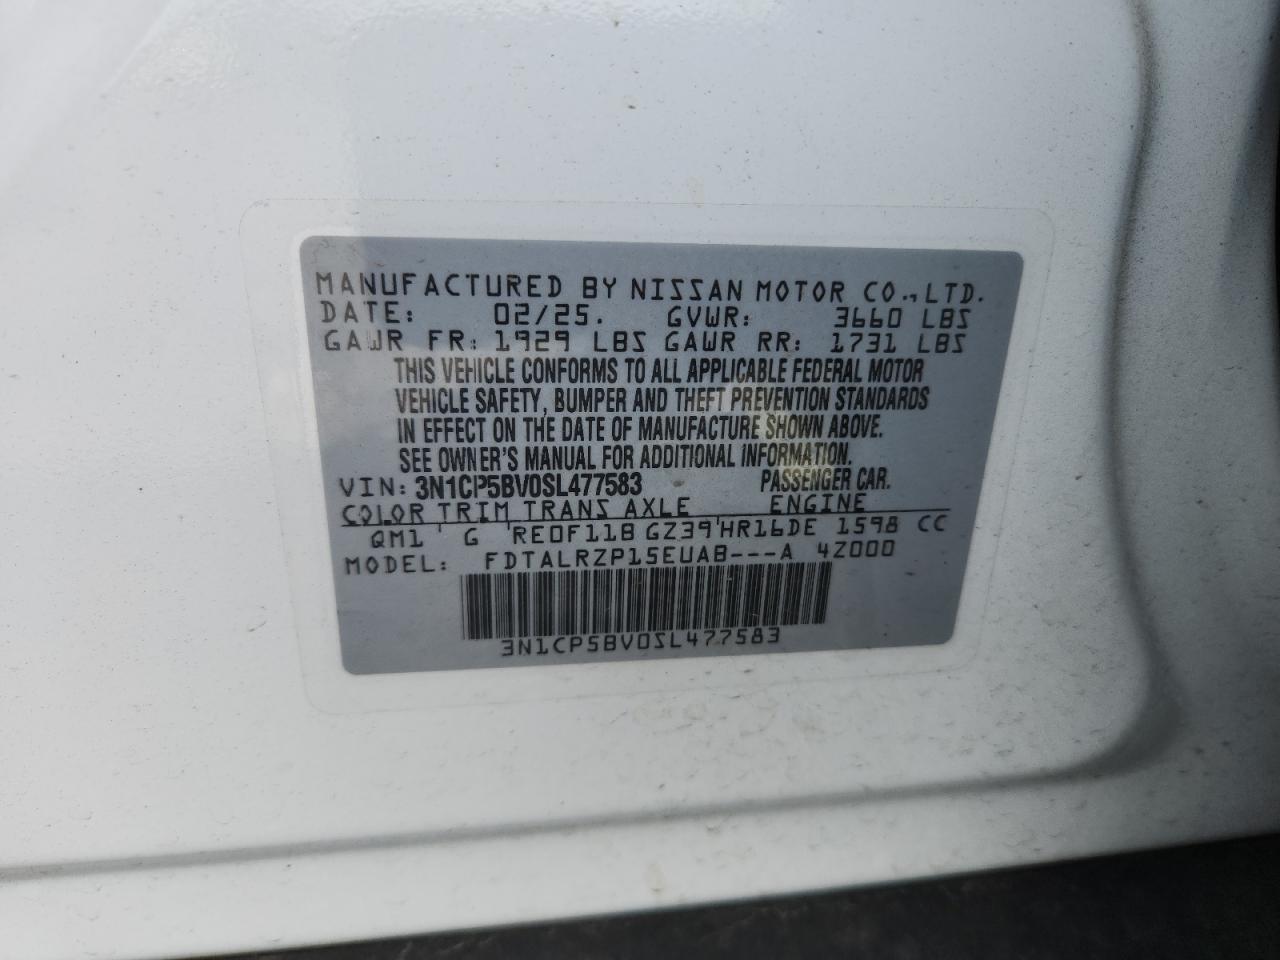 MANUFACTURED BY NISSAN MOTOR CO., LTD.
DATE: 02/25. GVWR: 3660 LBS
GAWR FR: 1929 LBS GAWR RR: 1731 LBS
THIS VEHICLE CONFORMS TO ALL APPLICABLE FEDERAL MOTOR
VEHICLE SAFETY, BUMPER AND THEFT PREVENTION STANDARDS
IN EFFECT ON THE DATE OF MANUFACTURE SHOWN ABOVE.
SEE OWNER'S MANUAL FOR ADDITIONAL INFORMATION.
VIN: 3N1CP5BV0SL477583 PASSENGER CAR.
COLOR TRIM TRANS AXLE ENGINE
QM1 G RE0F11B GZ39 HR16DE 1598 CC
MODEL: FDTALRZP15EUAB---A 4Z000
3N1CP5BV0SL477583